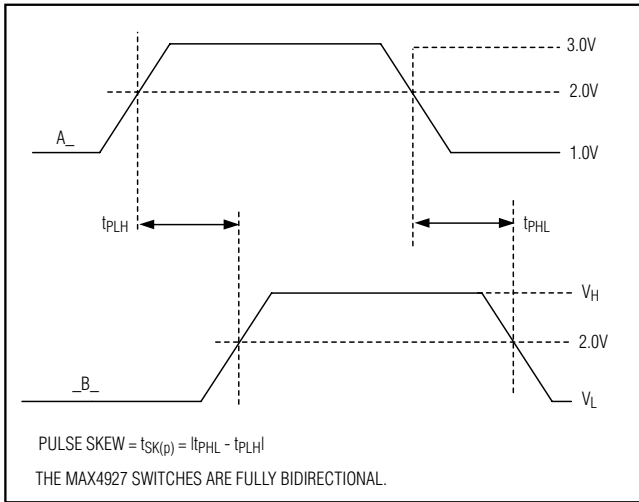 3.0V
2.0V
A_
1.0V
tPLH
tPHL
VH
2.0V
_B_
VL
PULSE SKEW = tSK(p) = |tPHL - tPLH|
THE MAX4927 SWITCHES ARE FULLY BIDIRECTIONAL.